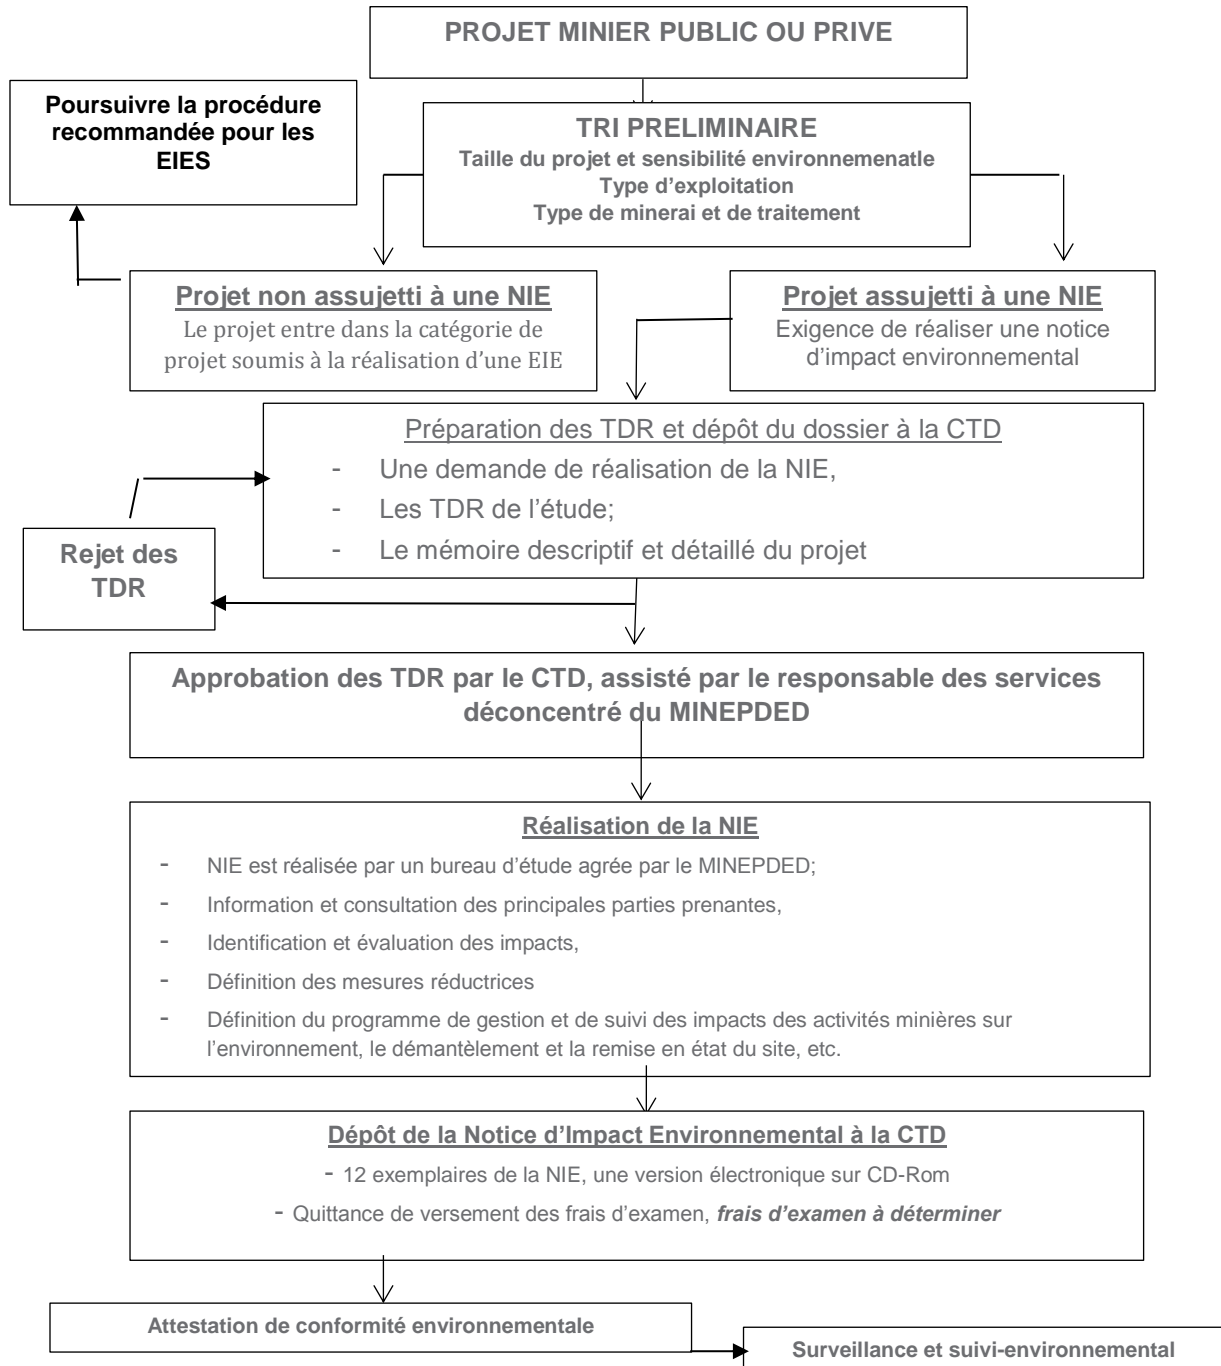 PROJET MINIER PUBLIC OU PRIVE
Poursuivre la procédure
recommandée pour les
EIES
TRI PRELIMINAIRE
Taille du projet et sensibilité environnemenatle
Type d’exploitation
Type de minerai et de traitement
Projet non assujetti à une NIE
Le projet entre dans la catégorie de
projet soumis à la réalisation d’une EIE
Projet assujetti à une NIE
Exigence de réaliser une notice
d’impact environnemental
Préparation des TDR et dépôt du dossier à la CTD
- Une demande de réalisation de la NIE,
- Les TDR de l’étude;
- Le mémoire descriptif et détaillé du projet
Rejet des
TDR
Approbation des TDR par le CTD, assisté par le responsable des services
déconcentré du MINEPDED
Réalisation de la NIE
- NIE est réalisée par un bureau d’étude agrée par le MINEPDED;
- Information et consultation des principales parties prenantes,
- Identification et évaluation des impacts,
- Définition des mesures réductrices
- Définition du programme de gestion et de suivi des impacts des activités minières sur
l’environnement, le démantèlement et la remise en état du site, etc.
Dépôt de la Notice d’Impact Environnemental à la CTD
- 12 exemplaires de la NIE, une version électronique sur CD-Rom
- Quittance de versement des frais d’examen, frais d’examen à déterminer
Attestation de conformité environnementale
Surveillance et suivi-environnemental